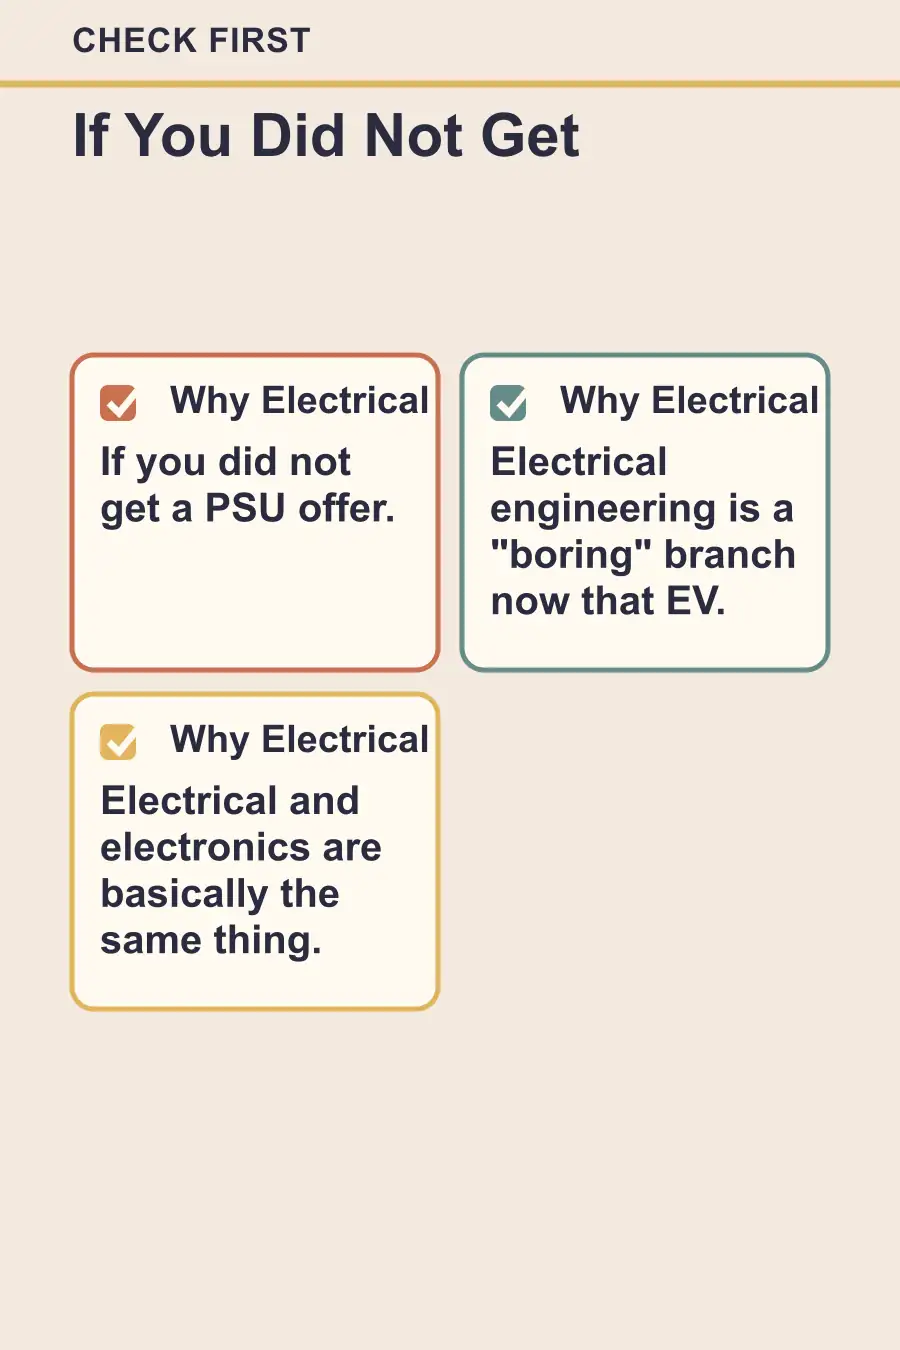 CHECK FIRST
If You Did Not Get
Why Electrical
If you did not
get a PSU offer.
Why Electrical
Electrical
engineering is a
"boring" branch
now that EV.
Why Electrical
Electrical and
electronics are
basically the
same thing.